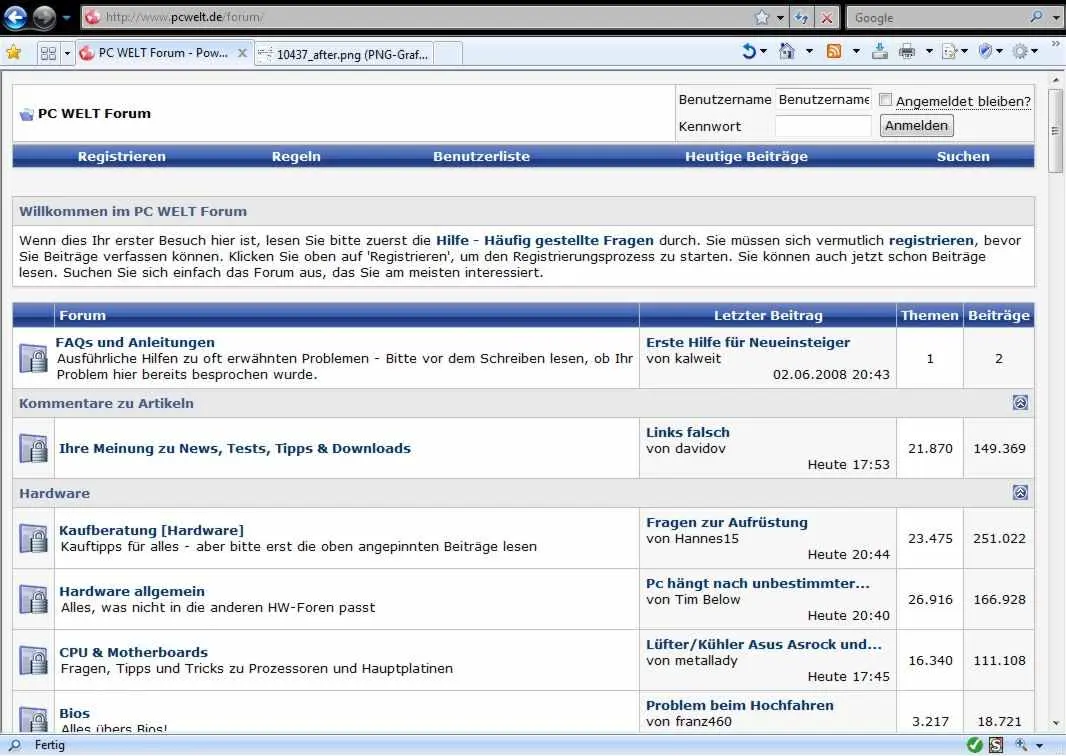 http://www.pcwelt.de/forum/
Google
PC WELT Forum - Pow...
10437_after.png (PNG-Graf...
PC WELT Forum
Benutzername
Benutzername
Angemeldet bleiben?
Kennwort
Anmelden
Registrieren
Regeln
Benutzerliste
Heutige Beiträge
Suchen
Willkommen im PC WELT Forum
Wenn dies Ihr erster Besuch hier ist, lesen Sie bitte zuerst die Hilfe - Häufig gestellte Fragen durch. Sie müssen sich vermutlich registrieren, bevor
Sie Beiträge verfassen können. Klicken Sie oben auf 'Registrieren', um den Registrierungsprozess zu starten. Sie können auch jetzt schon Beiträge
lesen. Suchen Sie sich einfach das Forum aus, das Sie am meisten interessiert.
Forum
Letzter Beitrag
Themen
Beiträge
FAQs und Anleitungen
Ausführliche Hilfen zu oft erwähnten Problemen - Bitte vor dem Schreiben lesen, ob Ihr
Problem hier bereits besprochen wurde.
Erste Hilfe für Neueinsteiger
von kalweit
02.06.2008 20:43
1
2
Kommentare zu Artikeln
Ihre Meinung zu News, Tests, Tipps & Downloads
Links falsch
von davidov
Heute 17:53
21.870
149.369
Hardware
Kaufberatung [Hardware]
Kauftipps für alles - aber bitte erst die oben angepinnten Beiträge lesen
Fragen zur Aufrüstung
von Hannes15
Heute 20:44
23.475
251.022
Hardware allgemein
Alles, was nicht in die anderen HW-Foren passt
Pc hängt nach unbestimmter...
von Tim Below
Heute 20:40
26.916
166.928
CPU & Motherboards
Fragen, Tipps und Tricks zu Prozessoren und Hauptplatinen
Lüfter/Kühler Asus Asrock und...
von metallady
Heute 17:45
16.340
111.108
Bios
Alles übers Bios!
Problem beim Hochfahren
von franz460
3.217
18.721
Fertig